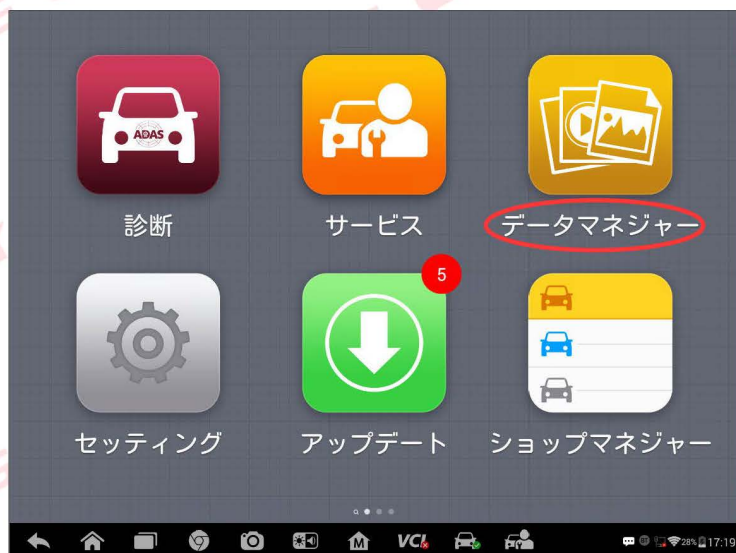 ADAS
診断
サービス
データマネジャー
5
セッティング
アップデート
ショップマネジャー
M
VCI
28%
17:19